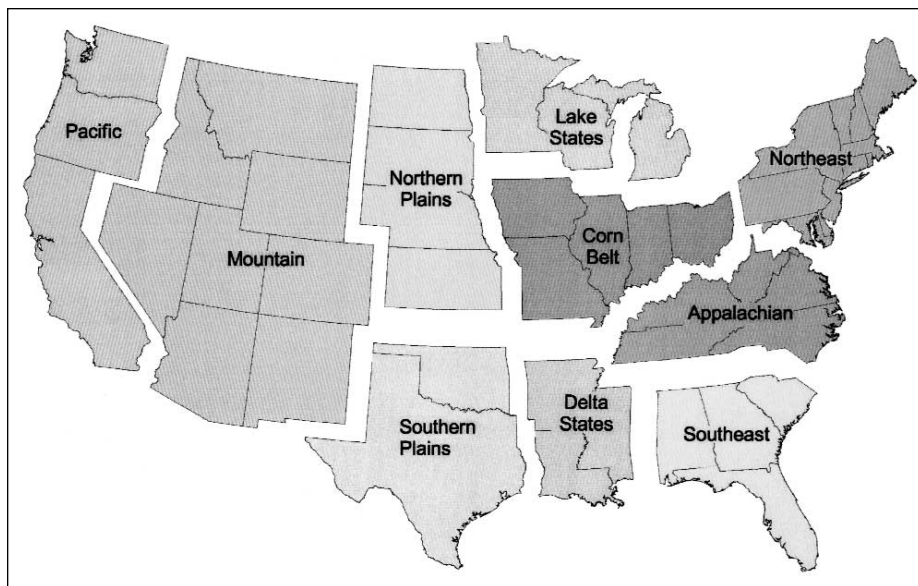 Pacific
Lake
States
Northeast
Northern
Plains
Corn
Belt
Mountain
Appalachian
Delta
States
Southern
Plains
Southeast